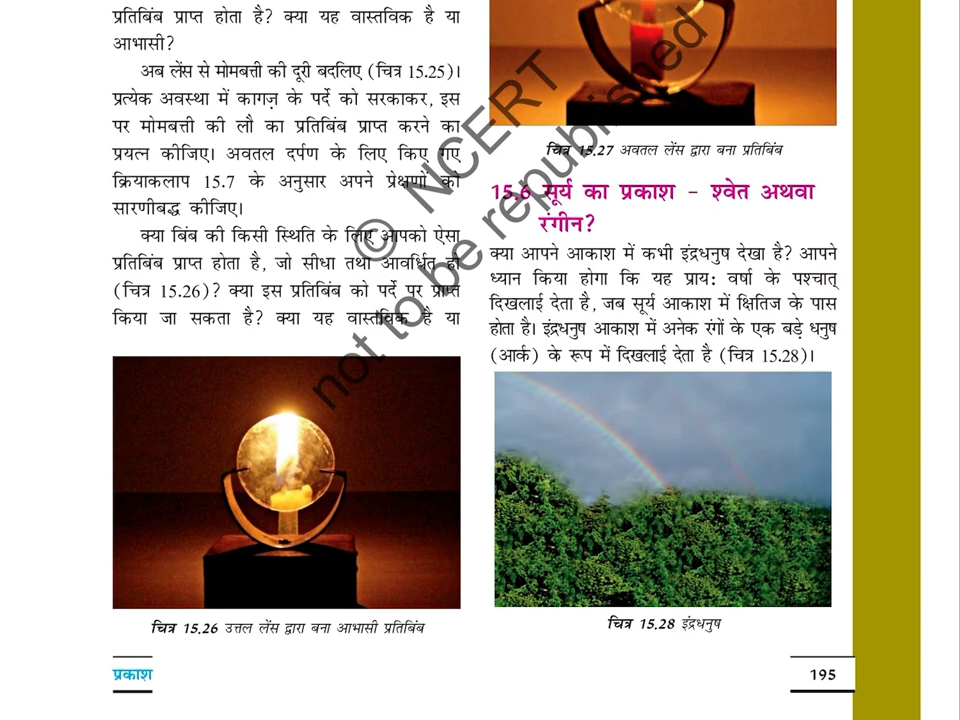 प्रतिबिंब प्राप्त होता है? क्या यह वास्तविक है या
आभासी?
अब लेंस से मोमबत्ती की दूरी बदलिए (चित्र 15.25)।
प्रत्येक अवस्था में कागज़ के पर्दे को सरकाकर, इस
पर मोमबत्ती की लौ का प्रतिबिंब प्राप्त करने का
प्रयत्न कीजिए। अवतल दर्पण के लिए किए गए
क्रियाकलाप 15.7 के अनुसार अपने प्रेक्षणों को
सारणीबद्ध कीजिए।
क्या बिंब की किसी स्थिति के लिए आपको ऐसा
प्रतिबिंब प्राप्त होता है, जो सीधा तथा आवर्धित हो
(चित्र 15.26)? क्या इस प्रतिबिंब को पर्दे पर प्राप्त
किया जा सकता है? क्या यह वास्तविक है या
चित्र 15.26 उत्तल लेंस द्वारा बना आभासी प्रतिबिंब
चित्र 15.27 अवतल लेंस द्वारा बना प्रतिबिंब
15.6 सूर्य का प्रकाश - श्वेत अथवा
रंगीन?
क्या आपने आकाश में कभी इंद्रधनुष देखा है? आपने
ध्यान किया होगा कि यह प्राय: वर्षा के पश्चात्
दिखलाई देता है, जब सूर्य आकाश में क्षितिज के पास
होता है। इंद्रधनुष आकाश में अनेक रंगों के एक बड़े धनुष
(आर्क) के रूप में दिखलाई देता है (चित्र 15.28)।
चित्र 15.28 इंद्रधनुष
© NCERT
not to be republished
प्रकाश
195